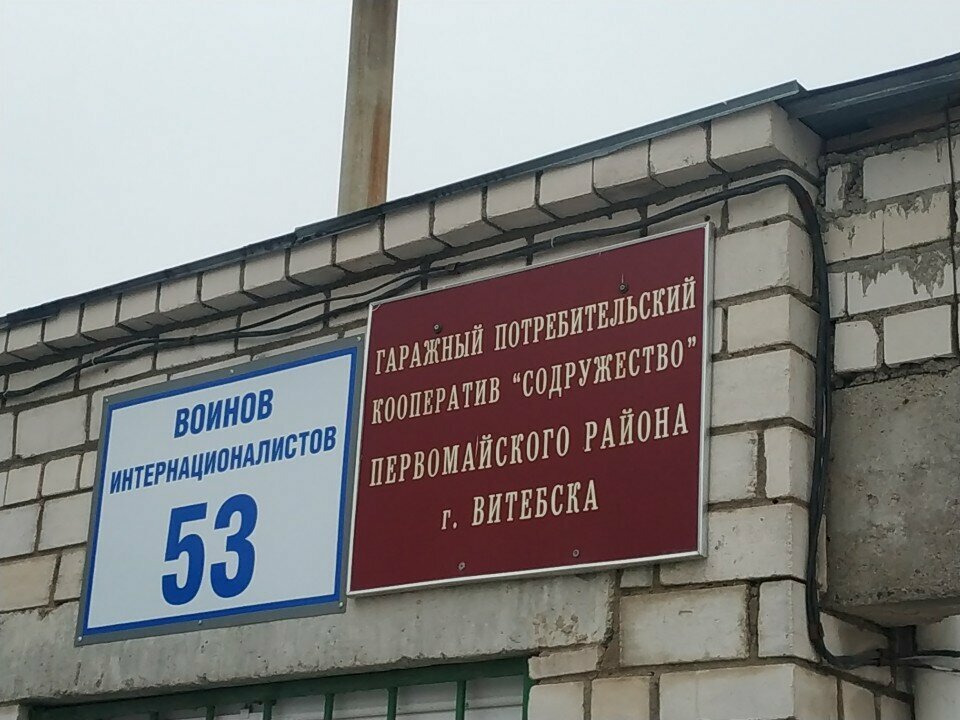 ВОИНОВ
ИНТЕРНАЦИОНАЛИСТОВ
53
ГАРАЖНЫЙ ПОТРЕБИТЕЛЬСКИЙ
КООПЕРАТИВ "СОДРУЖЕСТВО"
ПЕРВОМАЙСКОГО РАЙОНА
г. ВИТЕБСКА